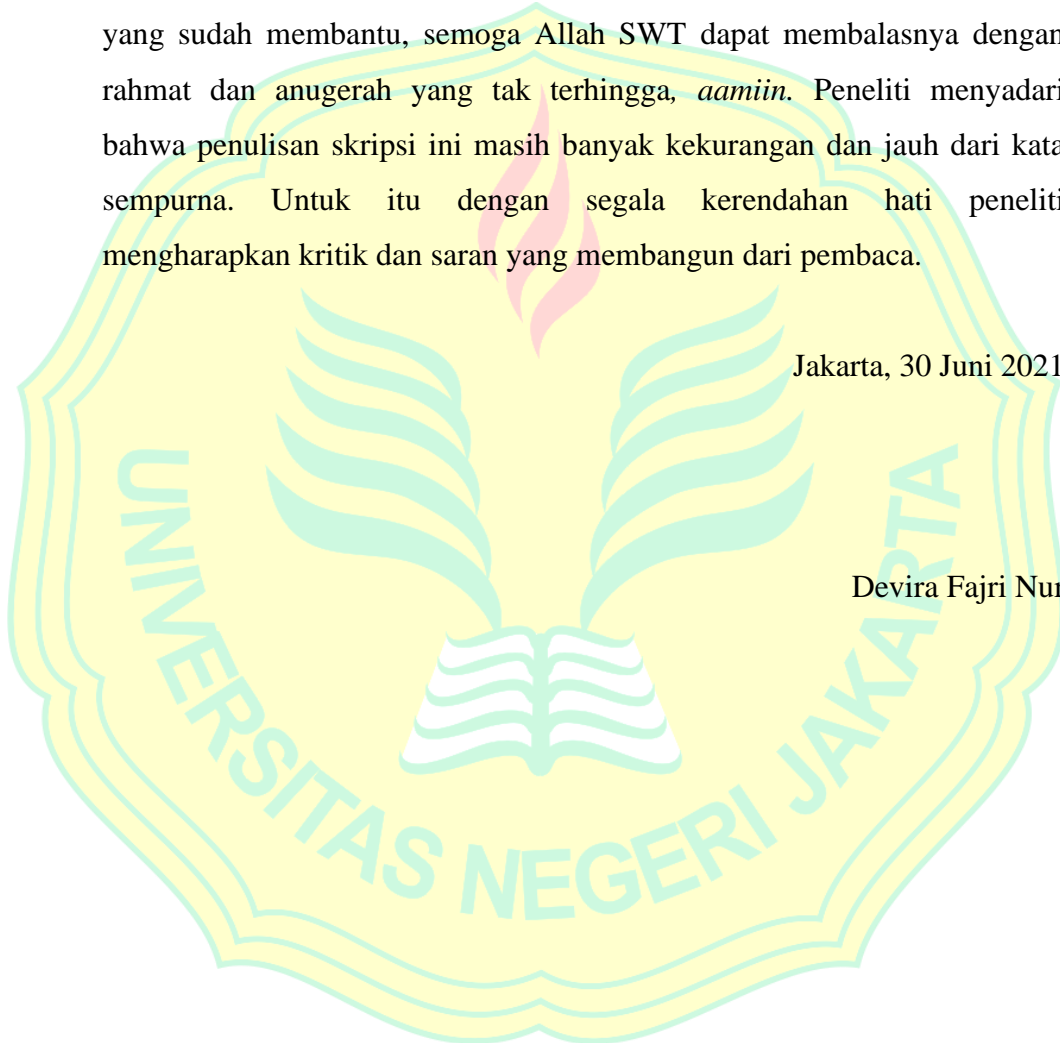 yang sudah membantu, semoga Allah SWT dapat membalasnya dengan
rahmat dan anugerah yang tak terhingga, aamiin. Peneliti menyadari
bahwa penulisan skripsi ini masih banyak kekurangan dan jauh dari kata
sempurna. Untuk itu dengan segala kerendahan hati peneliti
mengharapkan kritik dan saran yang membangun dari pembaca.
Jakarta, 30 Juni 2021
Devira Fajri Nur
UNIVERSITAS NEGERI JAKARTA